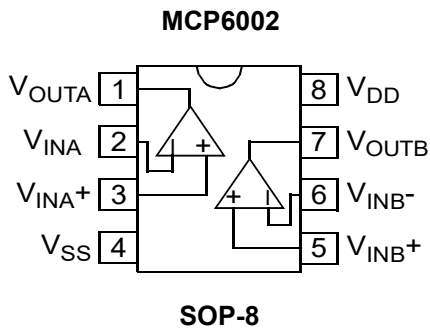 MCP6002
V_OUTA 1 8 V_DD
V_INA 2 7 V_OUTB
V_INA+ 3 6 V_INB-
V_SS 4 5 V_INB+
SOP-8